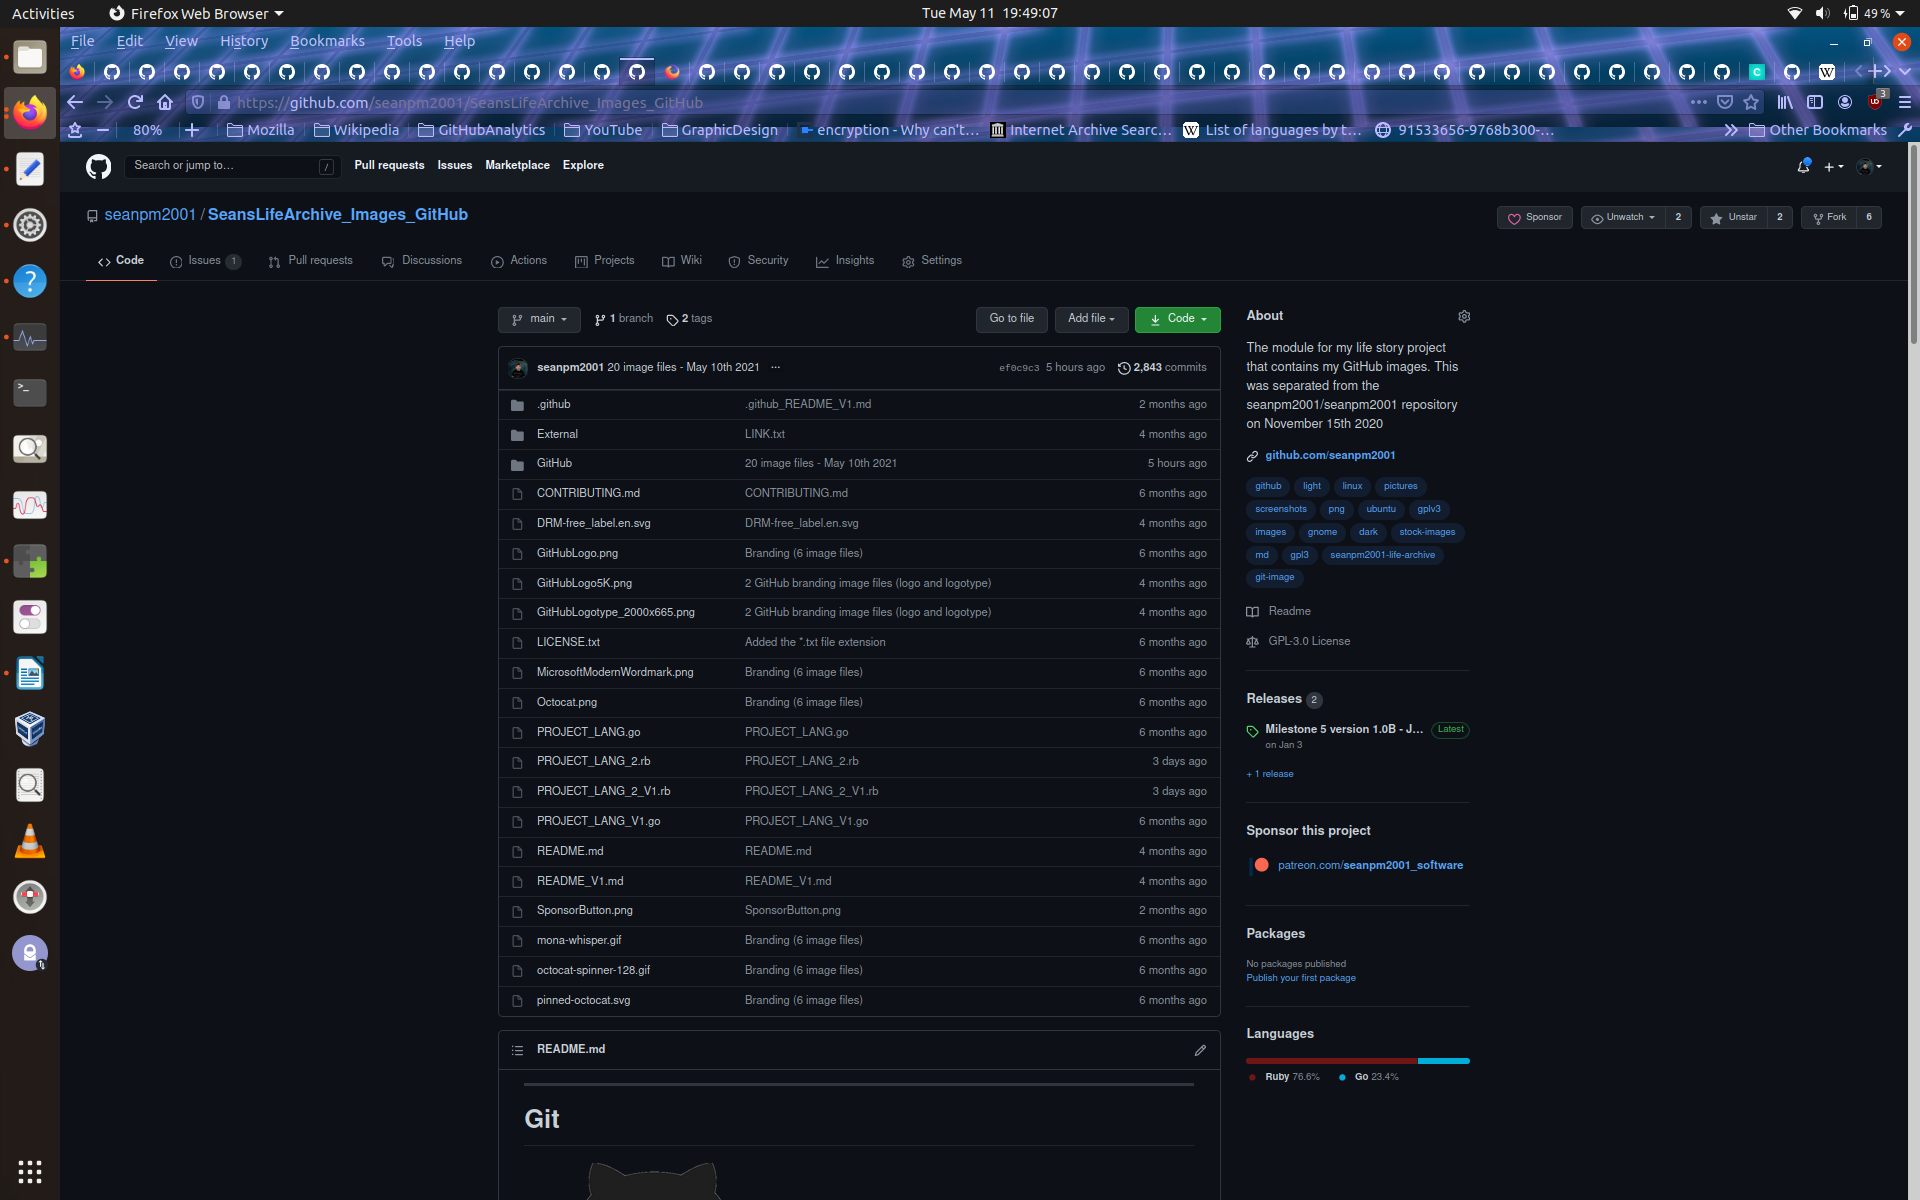 Activities Firefox Web Browser Tue May 11 19:49:07 49 %
File Edit View History Bookmarks Tools Help
https://github.com/seanpm2001/SeansLifeArchive_Images_GitHub 3
80% Mozilla Wikipedia GitHubAnalytics YouTube GraphicDesign encryption - Why can't… Internet Archive Searc… List of languages by t… 91533656-9768b300-… Other Bookmarks
Search or jump to… / Pull requests Issues Marketplace Explore
seanpm2001 / SeansLifeArchive_Images_GitHub Sponsor Unwatch 2 Unstar 2 Fork 6
Code Issues 1 Pull requests Discussions Actions Projects Wiki Security Insights Settings
main 1 branch 2 tags Go to file Add file Code
seanpm2001 20 image files - May 10th 2021 ... ef0c9c3 5 hours ago 2,843 commits
.github .github_README_V1.md 2 months ago
External LINK.txt 4 months ago
GitHub 20 image files - May 10th 2021 5 hours ago
CONTRIBUTING.md CONTRIBUTING.md 6 months ago
DRM-free_label.en.svg DRM-free_label.en.svg 4 months ago
GitHubLogo.png Branding (6 image files) 6 months ago
GitHubLogo5K.png 2 GitHub branding image files (logo and logotype) 4 months ago
GitHubLogotype_2000x665.png 2 GitHub branding image files (logo and logotype) 4 months ago
LICENSE.txt Added the *.txt file extension 6 months ago
MicrosoftModernWordmark.png Branding (6 image files) 6 months ago
Octocat.png Branding (6 image files) 6 months ago
PROJECT_LANG.go PROJECT_LANG.go 6 months ago
PROJECT_LANG_2.rb PROJECT_LANG_2.rb 3 days ago
PROJECT_LANG_2_V1.rb PROJECT_LANG_2_V1.rb 3 days ago
PROJECT_LANG_V1.go PROJECT_LANG_V1.go 6 months ago
README.md README.md 4 months ago
README_V1.md README_V1.md 4 months ago
SponsorButton.png SponsorButton.png 2 months ago
mona-whisper.gif Branding (6 image files) 6 months ago
octocat-spinner-128.gif Branding (6 image files) 6 months ago
pinned-octocat.svg Branding (6 image files) 6 months ago
README.md
Git
About
The module for my life story project
that contains my GitHub images. This
was separated from the
seanpm2001/seanpm2001 repository
on November 15th 2020
github.com/seanpm2001
github light linux pictures
screenshots png ubuntu gplv3
images gnome dark stock-images
md gpl3 seanpm2001-life-archive
git-image
Readme
GPL-3.0 License
Releases 2
Milestone 5 version 1.0B - J… Latest
on Jan 3
+ 1 release
Sponsor this project
patreon.com/seanpm2001_software
Packages
No packages published
Publish your first package
Languages
Ruby 76.6% Go 23.4%